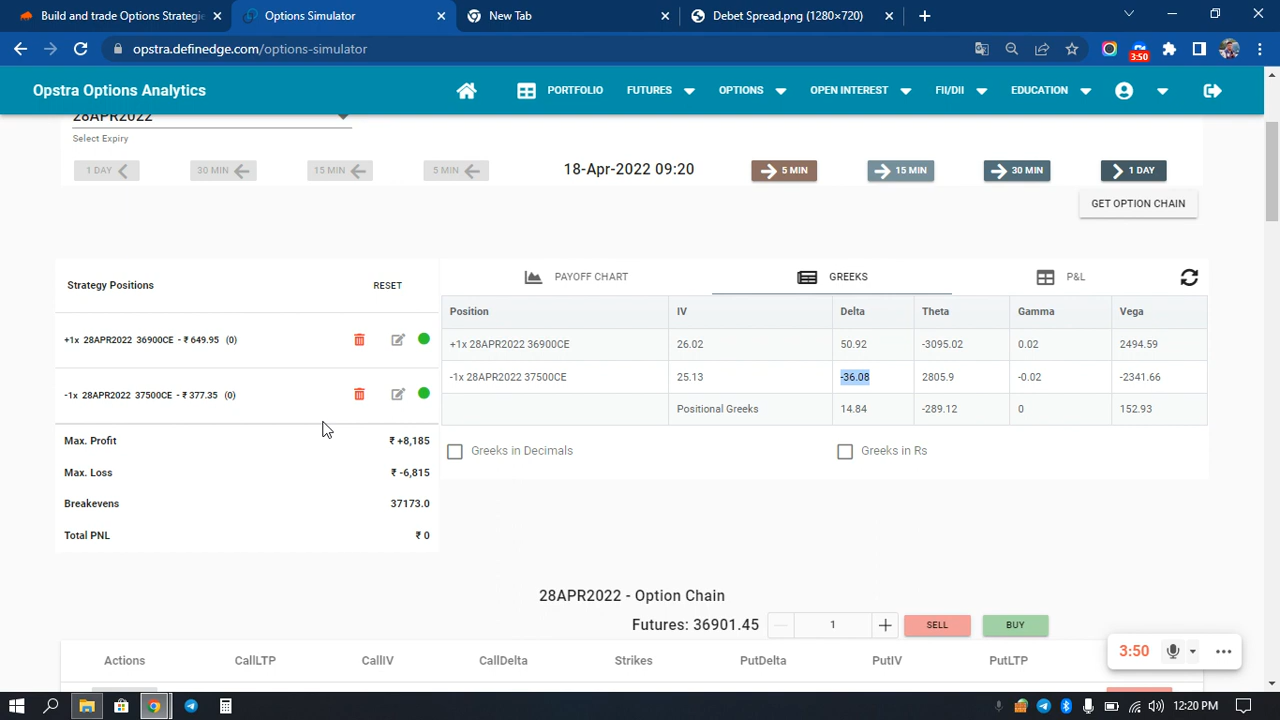 Build and trade Options Strategie
Options Simulator
New Tab
Debet Spread.png (1280×720)
opstra.definedge.com/options-simulator
3:50
Opstra Options Analytics
PORTFOLIO
FUTURES
OPTIONS
OPEN INTEREST
FII/DII
EDUCATION
28APR2022
Select Expiry
1 DAY
30 MIN
15 MIN
5 MIN
18-Apr-2022 09:20
5 MIN
15 MIN
30 MIN
1 DAY
GET OPTION CHAIN
Strategy Positions
RESET
PAYOFF CHART
GREEKS
P&L
+1x 28APR2022 36900CE - ₹ 649.95 (0)
-1x 28APR2022 37500CE - ₹ 377.35 (0)
Max. Profit ₹ +8,185
Max. Loss ₹ -6,815
Breakevens 37173.0
Total PNL ₹ 0
Position IV Delta Theta Gamma Vega
+1x 28APR2022 36900CE 26.02 50.92 -3095.02 0.02 2494.59
-1x 28APR2022 37500CE 25.13 -36.08 2805.9 -0.02 -2341.66
Positional Greeks 14.84 -289.12 0 152.93
Greeks in Decimals
Greeks in Rs
28APR2022 - Option Chain
Futures: 36901.45
1
SELL
BUY
Actions CallLTP CallIV CallDelta Strikes PutDelta PutIV PutLTP
3:50
12:20 PM